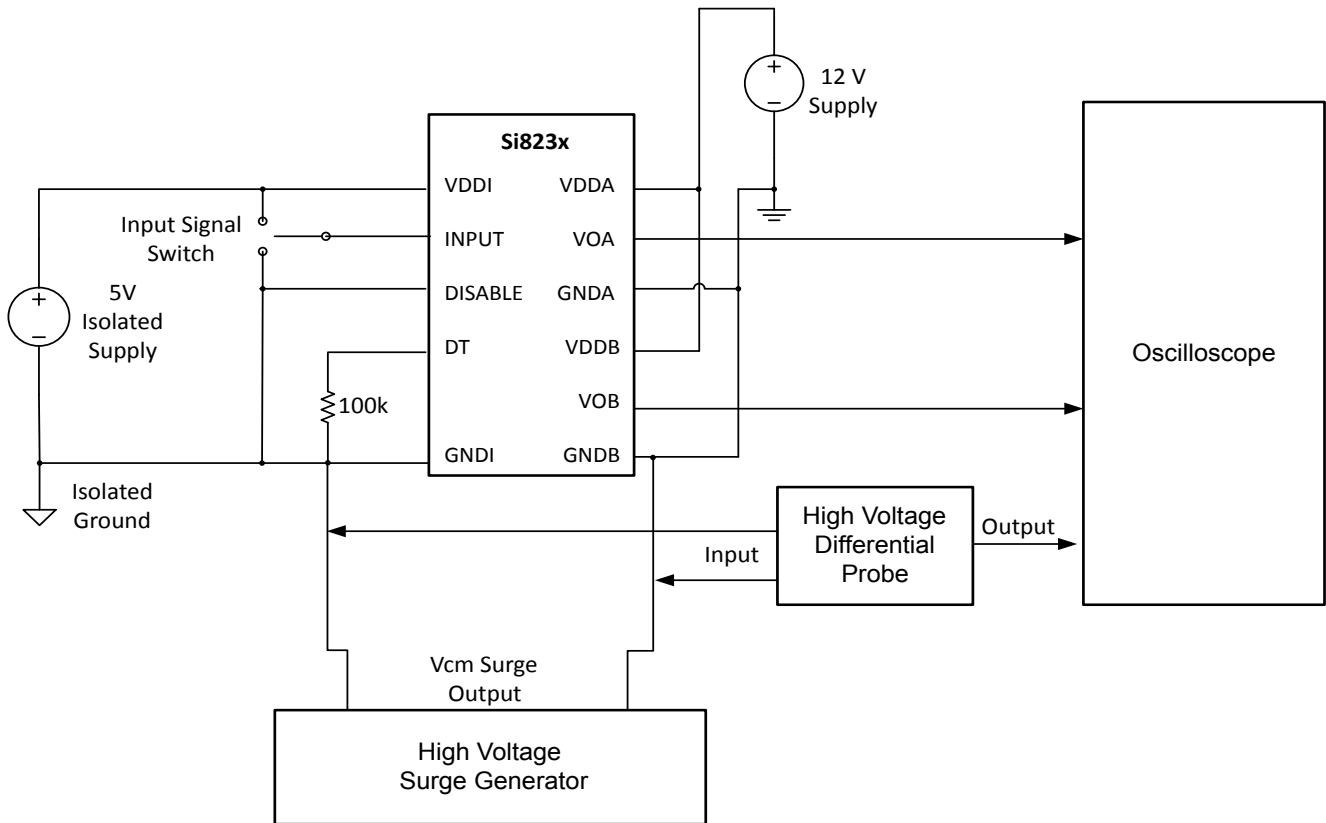 12 V
Supply
Si823x
VDDI
VDDA
Input Signal
Switch
INPUT
VOA
5V
Isolated
Supply
DISABLE
GNDA
DT
VDDB
Oscilloscope
100k
VOB
GNDI
GNDB
Isolated
Ground
High Voltage
Differential
Probe
Input
Output
Vcm Surge
Output
High Voltage
Surge Generator
+
−
+
−